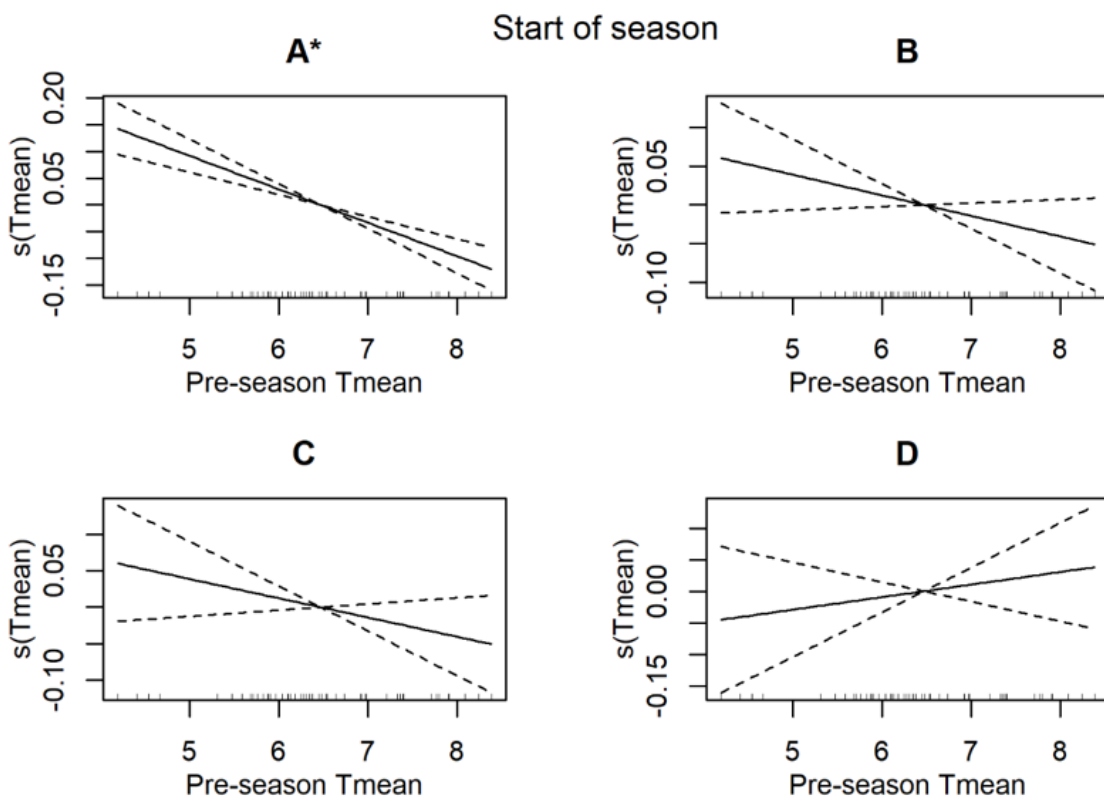 Start of season
A*
B
s(Tmean)
0.20
0.05
-0.15
5 6 7 8
Pre-season Tmean
s(Tmean)
0.05
-0.10
5 6 7 8
Pre-season Tmean
C
D
s(Tmean)
0.05
-0.10
5 6 7 8
Pre-season Tmean
s(Tmean)
0.00
-0.15
5 6 7 8
Pre-season Tmean